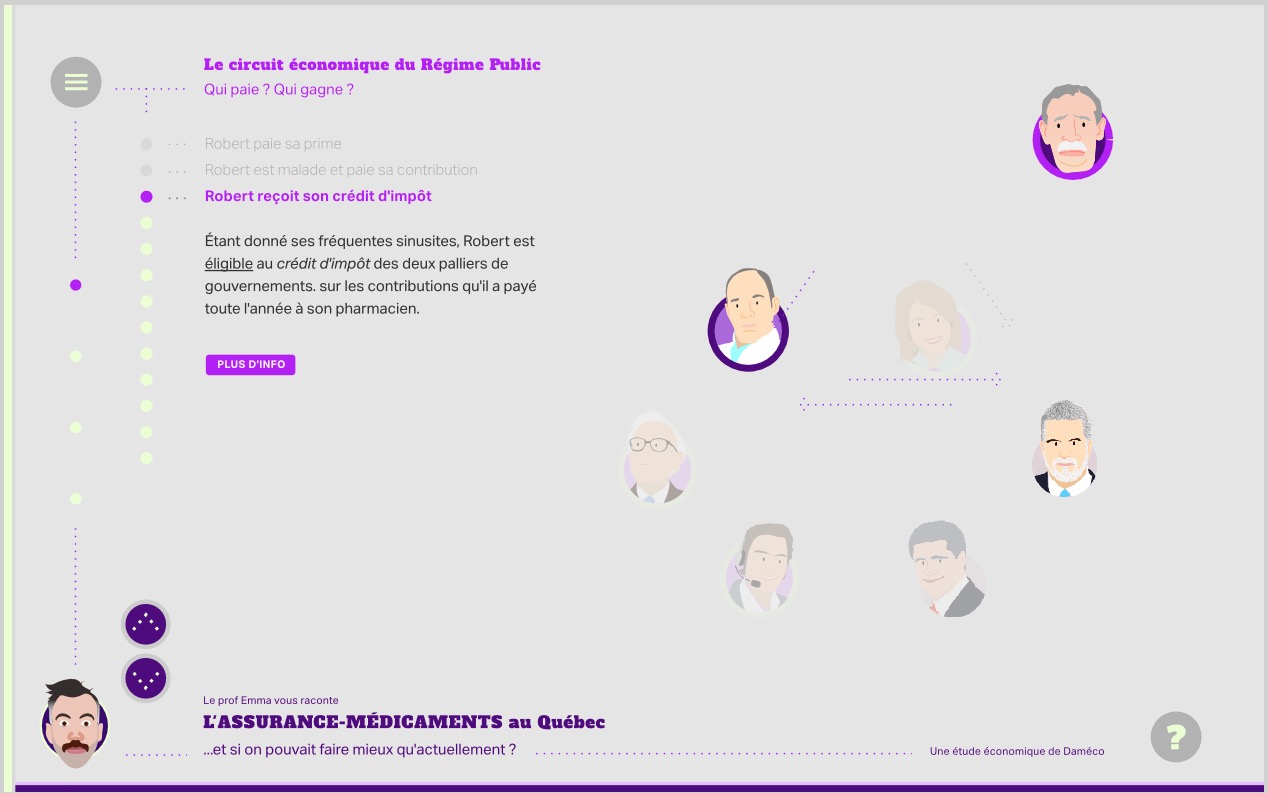 Le circuit économique du Régime Public
Qui paie ? Qui gagne ?
Robert paie sa prime
Robert est malade et paie sa contribution
Robert reçoit son crédit d'impôt
Étant donné ses fréquentes sinusites, Robert est
éligible au crédit d'impôt des deux palliers de
gouvernements. sur les contributions qu'il a payé
toute l'année à son pharmacien.
PLUS D'INFO
Le prof Emma vous raconte
L'ASSURANCE-MÉDICAMENTS au Québec
...et si on pouvait faire mieux qu'actuellement ?
Une étude économique de Daméco
?